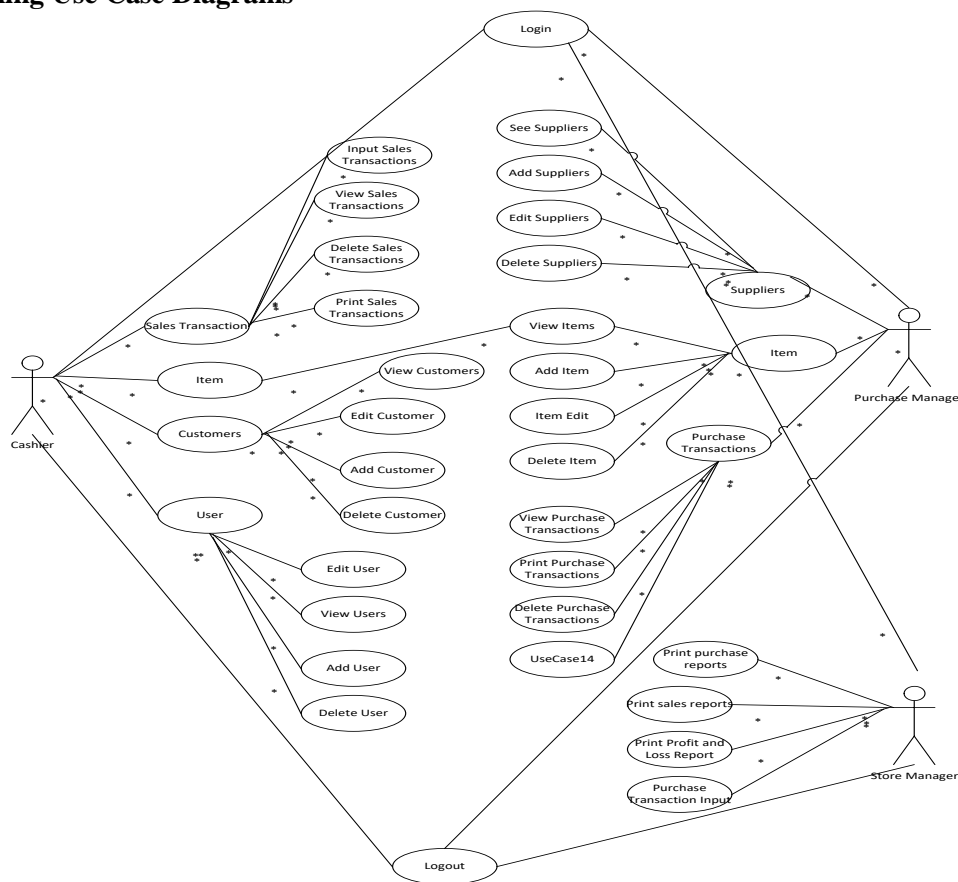 ing Use Case Diagrams
Login
See Suppliers
Input Sales
Transactions
Add Suppliers
View Sales
Transactions
Edit Suppliers
Delete Sales
Transactions
Delete Suppliers
Suppliers
Print Sales
Transactions
Sales Transaction
View Items
Item
View Customers
Item
Add Item
Purchase Manager
Edit Customer
Item Edit
Customers
Cashier
Purchase
Transactions
Add Customer
Delete Item
User
Delete Customer
View Purchase
Transactions
Edit User
Print Purchase
Transactions
View Users
Delete Purchase
Transactions
UseCase14
Print purchase
reports
Add User
Delete User
Print sales reports
Print Profit and
Loss Report
Store Manager
Purchase
Transaction Input
Logout